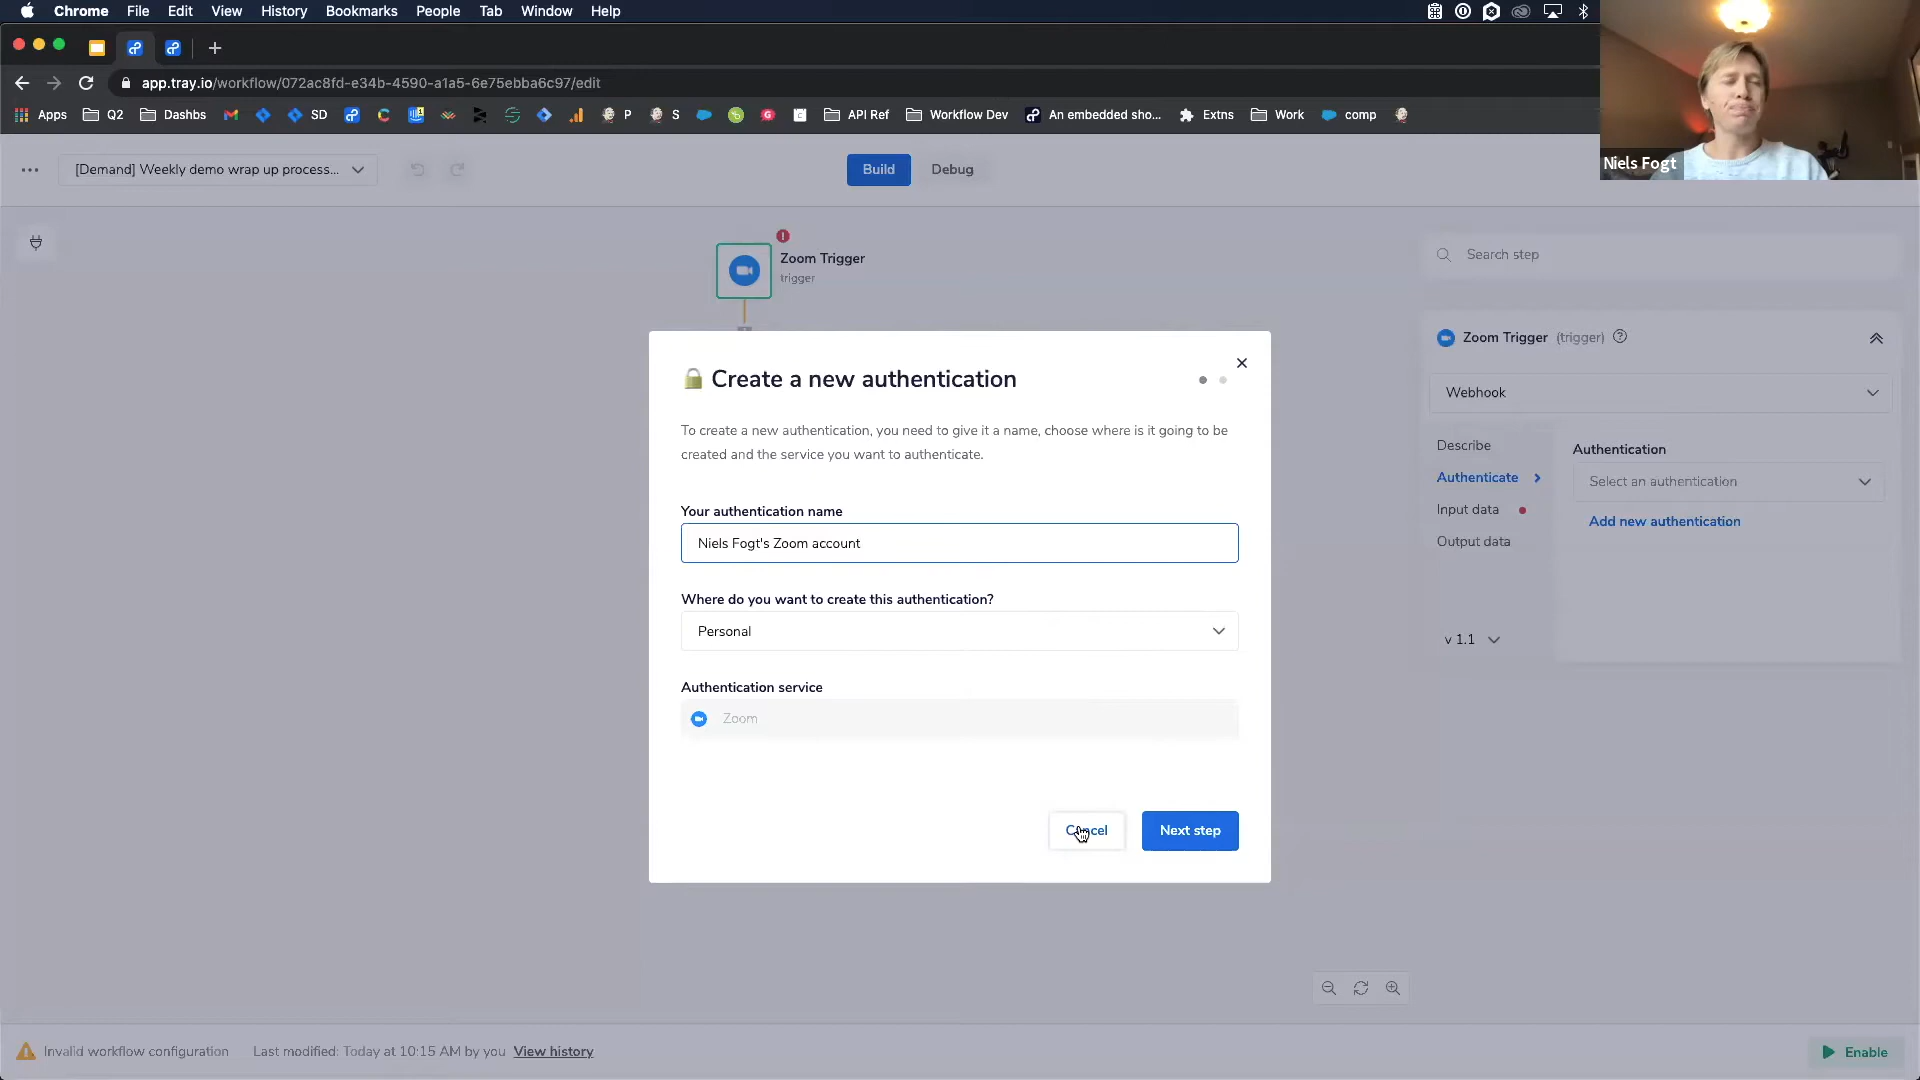 Chrome File Edit View History Bookmarks People Tab Window Help
app.tray.io/workflow/072ac8fd-e34b-4590-a1a5-6e75ebba6c97/edit
Apps Q2 Dashbs SD P S API Ref Workflow Dev An embedded sho... Extns Work comp
Niels Fogt
[Demand] Weekly demo wrap up process...
Build Debug
Zoom Trigger
trigger
Search step
Zoom Trigger (trigger)
Webhook
Describe
Authenticate
Input data
Output data
Authentication
Select an authentication
Add new authentication
v 1.1
Create a new authentication
To create a new authentication, you need to give it a name, choose where is it going to be
created and the service you want to authenticate.
Your authentication name
Niels Fogt's Zoom account
Where do you want to create this authentication?
Personal
Authentication service
Zoom
Cancel Next step
Invalid workflow configuration Last modified: Today at 10:15 AM by you View history
Enable